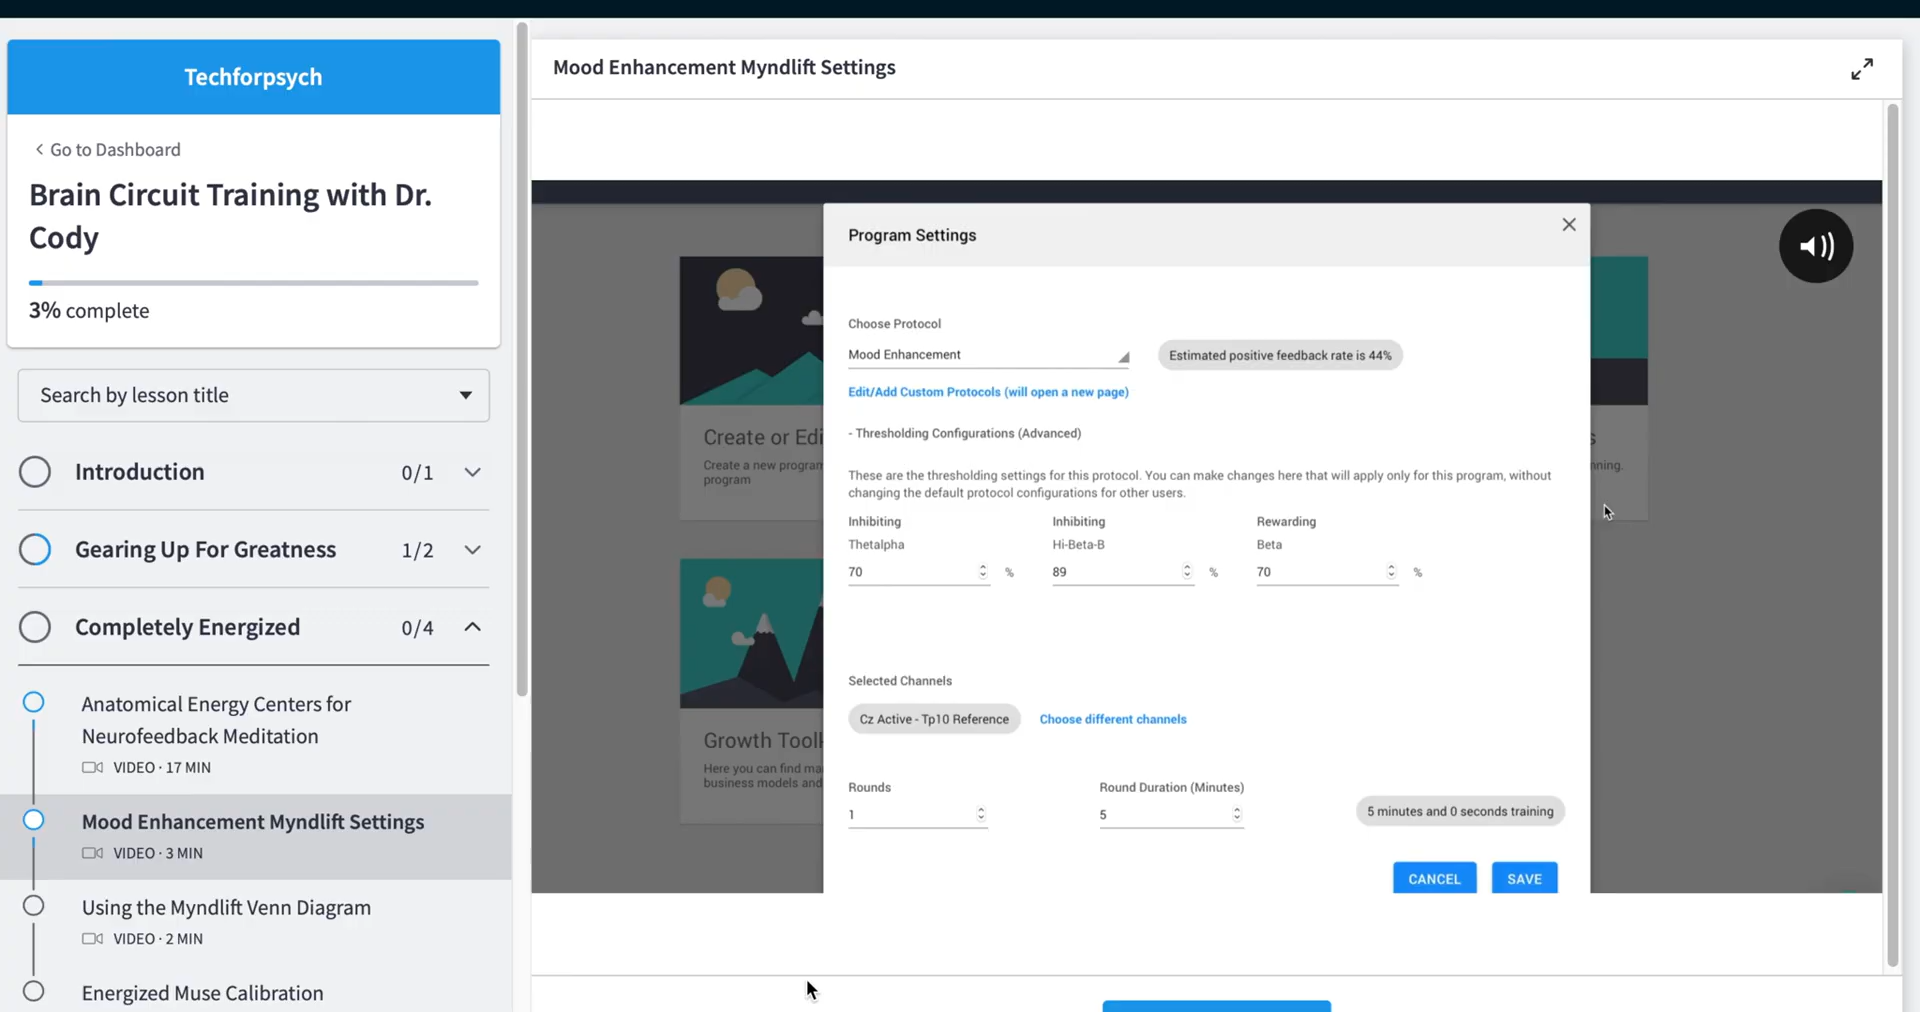 Techforpsych
Go to Dashboard
Brain Circuit Training with Dr.
Cody
3% complete
Search by lesson title
Introduction 0/1
Gearing Up For Greatness 1/2
Completely Energized 0/4
Anatomical Energy Centers for
Neurofeedback Meditation
VIDEO · 17 MIN
Mood Enhancement Myndlift Settings
VIDEO · 3 MIN
Using the Myndlift Venn Diagram
VIDEO · 2 MIN
Energized Muse Calibration
Mood Enhancement Myndlift Settings
Create or Edi
Create a new program
program
Growth Tool
Here you can find ma
business models and
Program Settings
Choose Protocol
Mood Enhancement
Estimated positive feedback rate is 44%
Edit/Add Custom Protocols (will open a new page)
- Thresholding Configurations (Advanced)
These are the thresholding settings for this protocol. You can make changes here that will apply only for this program, without
changing the default protocol configurations for other users.
Inhibiting Inhibiting Rewarding
Thetalpha Hi-Beta-B Beta
70 % 89 % 70 %
Selected Channels
Cz Active - Tp10 Reference Choose different channels
Rounds Round Duration (Minutes)
1 5 5 minutes and 0 seconds training
CANCEL SAVE
s
nning.